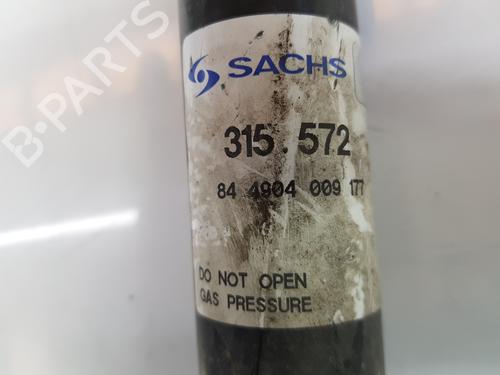 B-PARTS
SACHS
315.572
84 4904 009 177
DO NOT OPEN
GAS PRESSURE